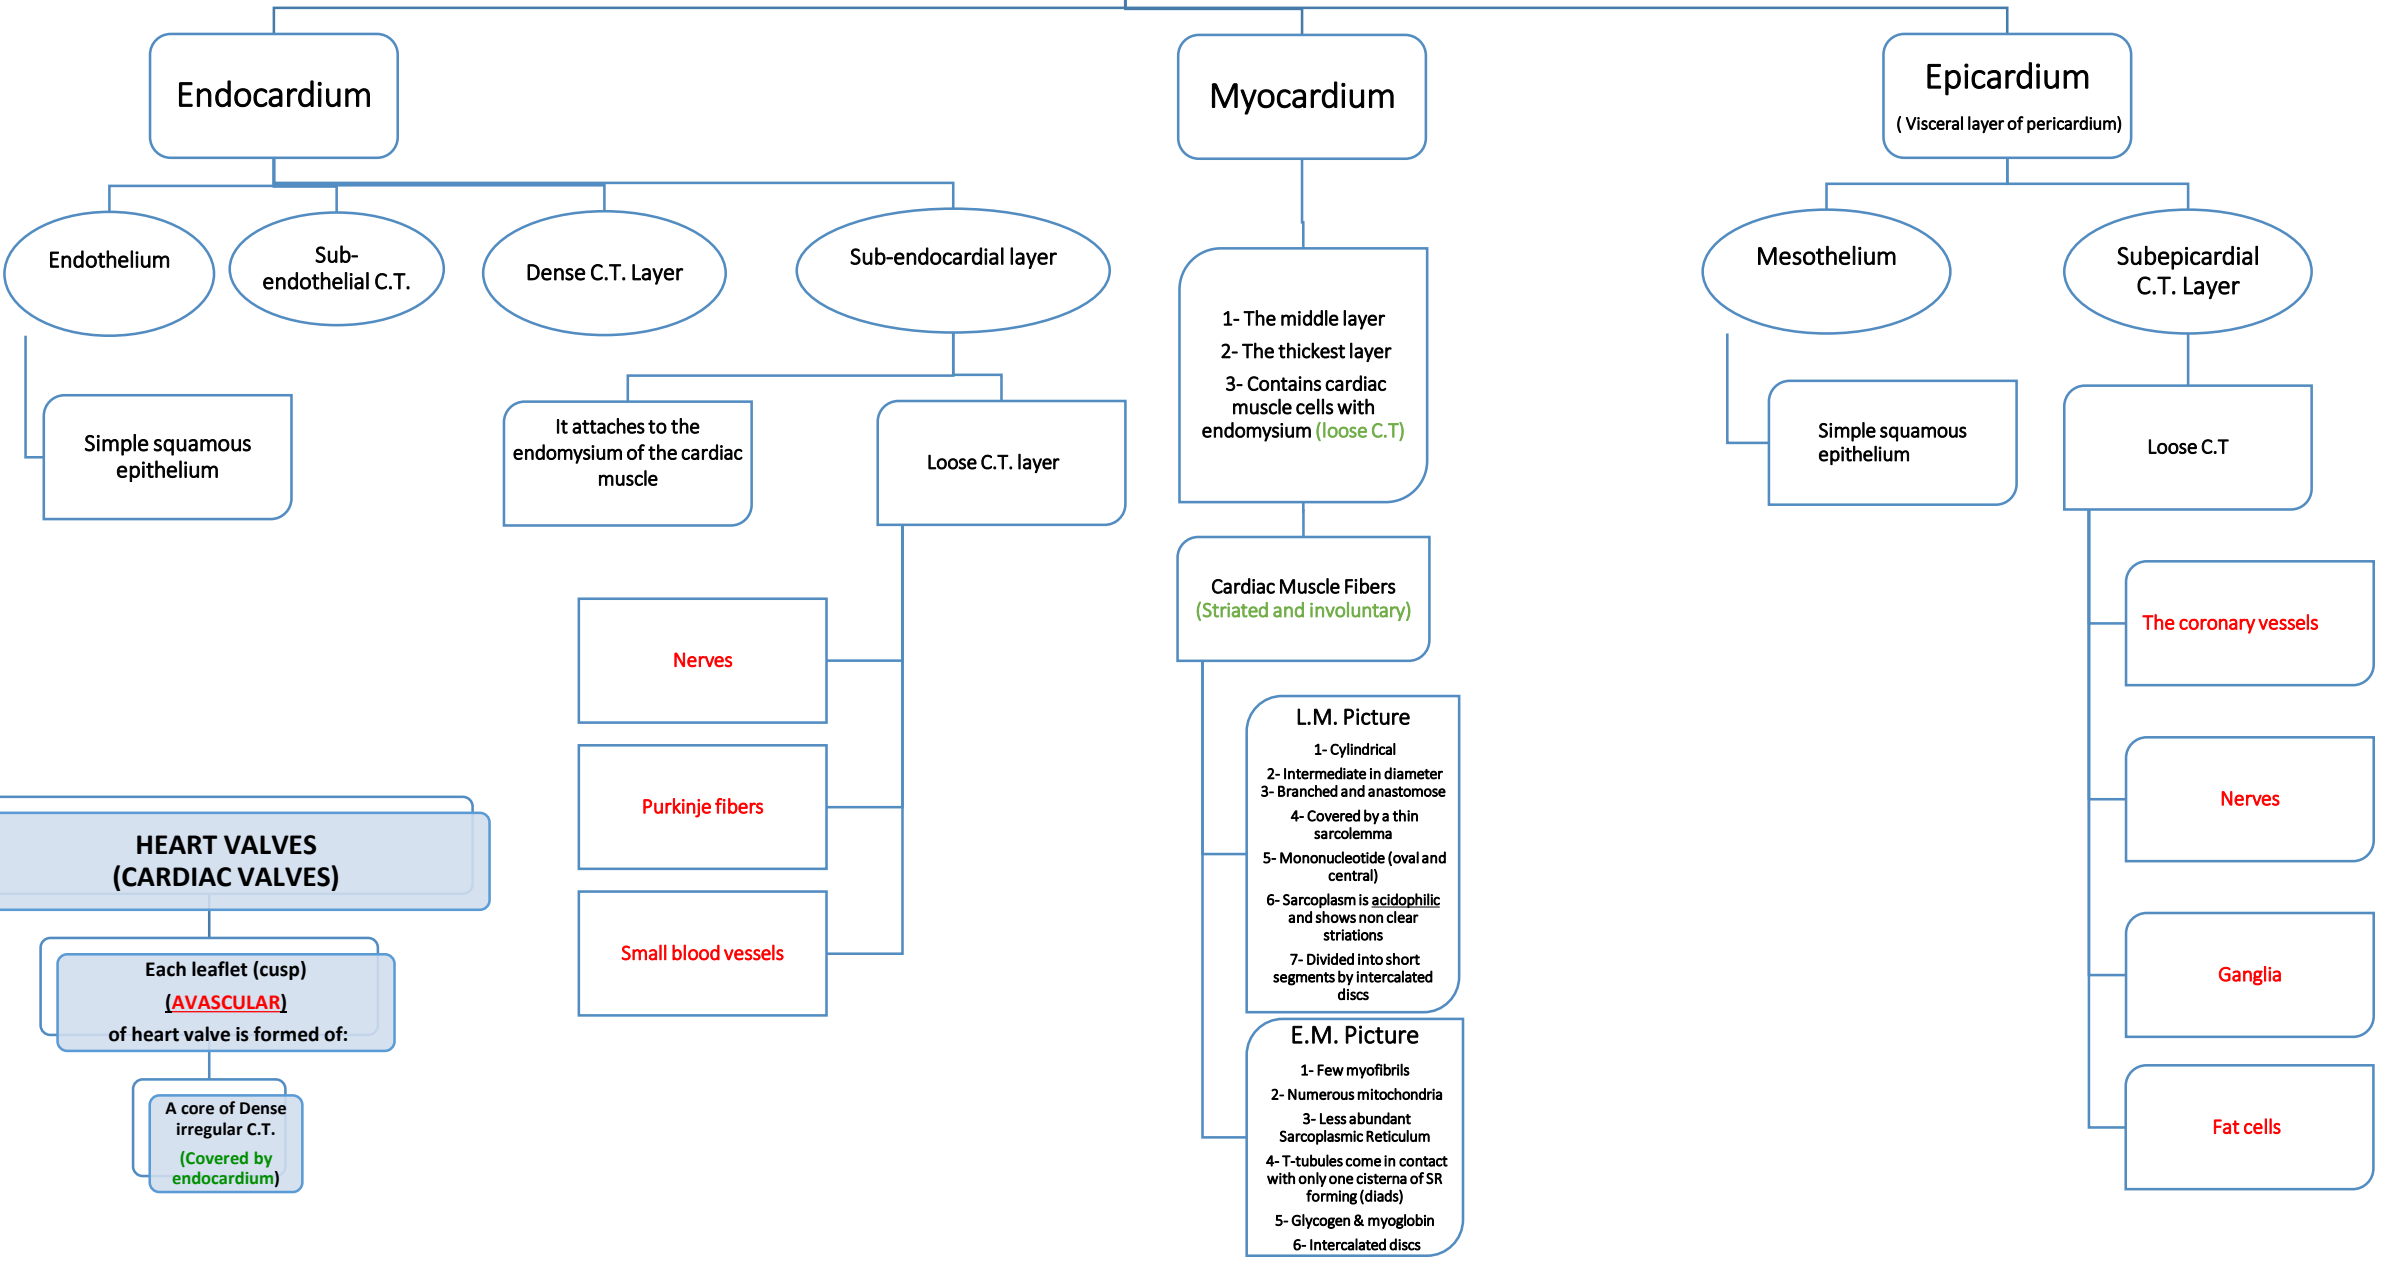 Endocardium
Endothelium
Simple squamous
epithelium
Sub-
endothelial C.T.
Dense C.T. Layer
Sub-endocardial layer
It attaches to the
endomysium of the cardiac
muscle
Loose C.T. layer
Nerves
Purkinje fibers
Small blood vessels
Myocardium
1- The middle layer
2- The thickest layer
3- Contains cardiac
muscle cells with
endomysium (loose C.T)
Cardiac Muscle Fibers
(Striated and involuntary)
L.M. Picture
1- Cylindrical
2- Intermediate in diameter
3- Branched and anastomose
4- Covered by a thin
sarcolemma
5- Mononucleotide (oval and
central)
6- Sarcoplasm is acidophilic
and shows non clear
striations
7- Divided into short
segments by intercalated
discs
E.M. Picture
1- Few myofibrils
2- Numerous mitochondria
3- Less abundant
Sarcoplasmic Reticulum
4- T-tubules come in contact
with only one cisterna of SR
forming (diads)
5- Glycogen & myoglobin
6- Intercalated discs
Epicardium
( Visceral layer of pericardium)
Mesothelium
Simple squamous
epithelium
Subepicardial
C.T. Layer
Loose C.T
The coronary vessels
Nerves
Ganglia
Fat cells
HEART VALVES
(CARDIAC VALVES)
Each leaflet (cusp)
(AVASCULAR)
of heart valve is formed of:
A core of Dense
irregular C.T.
(Covered by
endocardium)